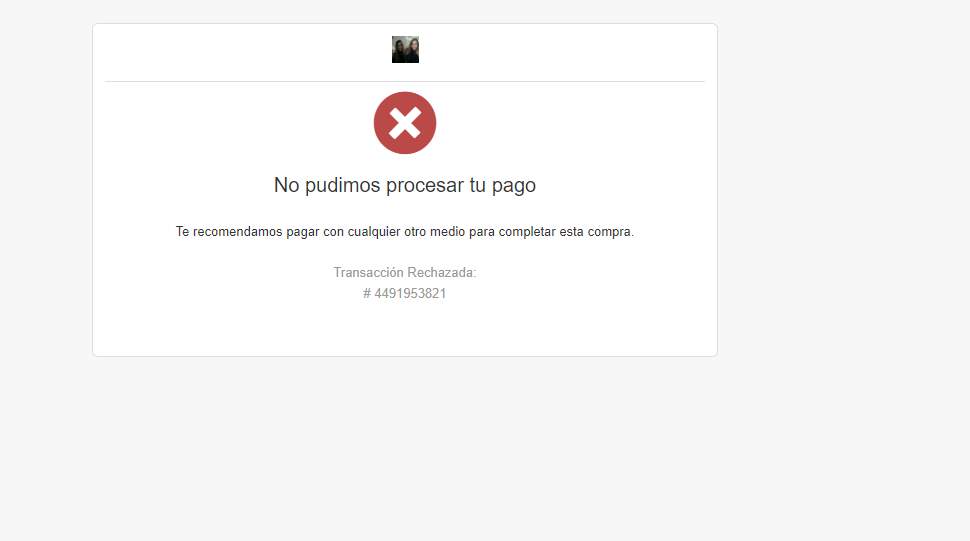 No pudimos procesar tu pago
Te recomendamos pagar con cualquier otro medio para completar esta compra.
Transacción Rechazada:
# 4491953821